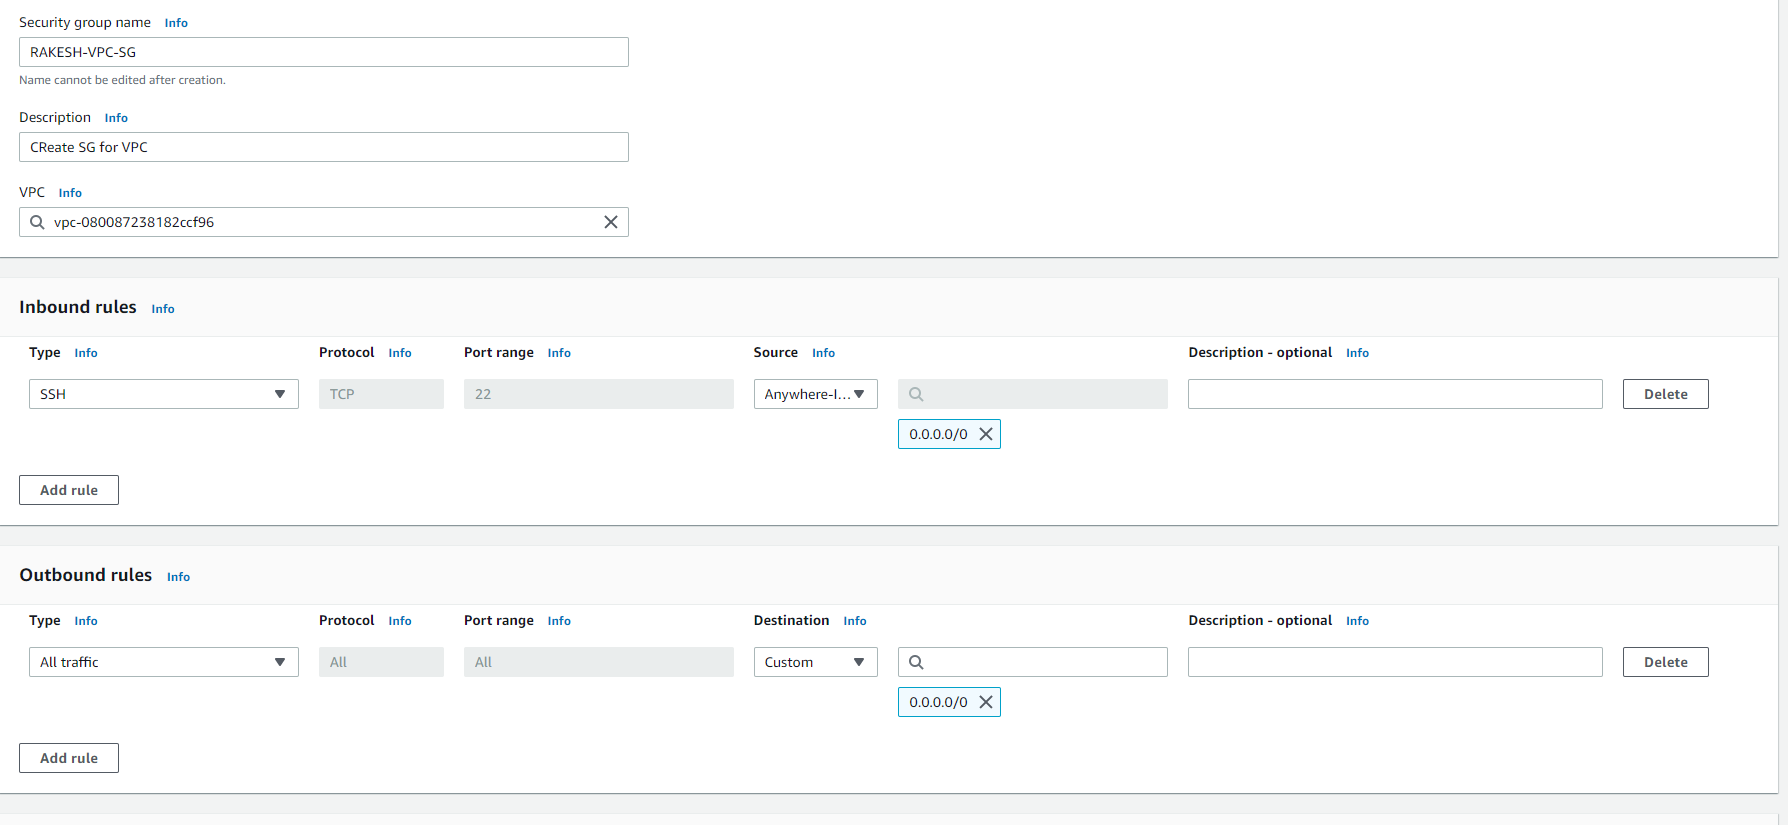 Security group name Info
RAKESH-VPC-SG
Name cannot be edited after creation.
Description Info
CReate SG for VPC
VPC Info
vpc-080087238182ccf96
Inbound rules Info
Type Info Protocol Info Port range Info Source Info Description - optional Info
SSH TCP 22 Anywhere-I... Delete
0.0.0.0/0
Add rule
Outbound rules Info
Type Info Protocol Info Port range Info Destination Info Description - optional Info
All traffic All All Custom Delete
0.0.0.0/0
Add rule